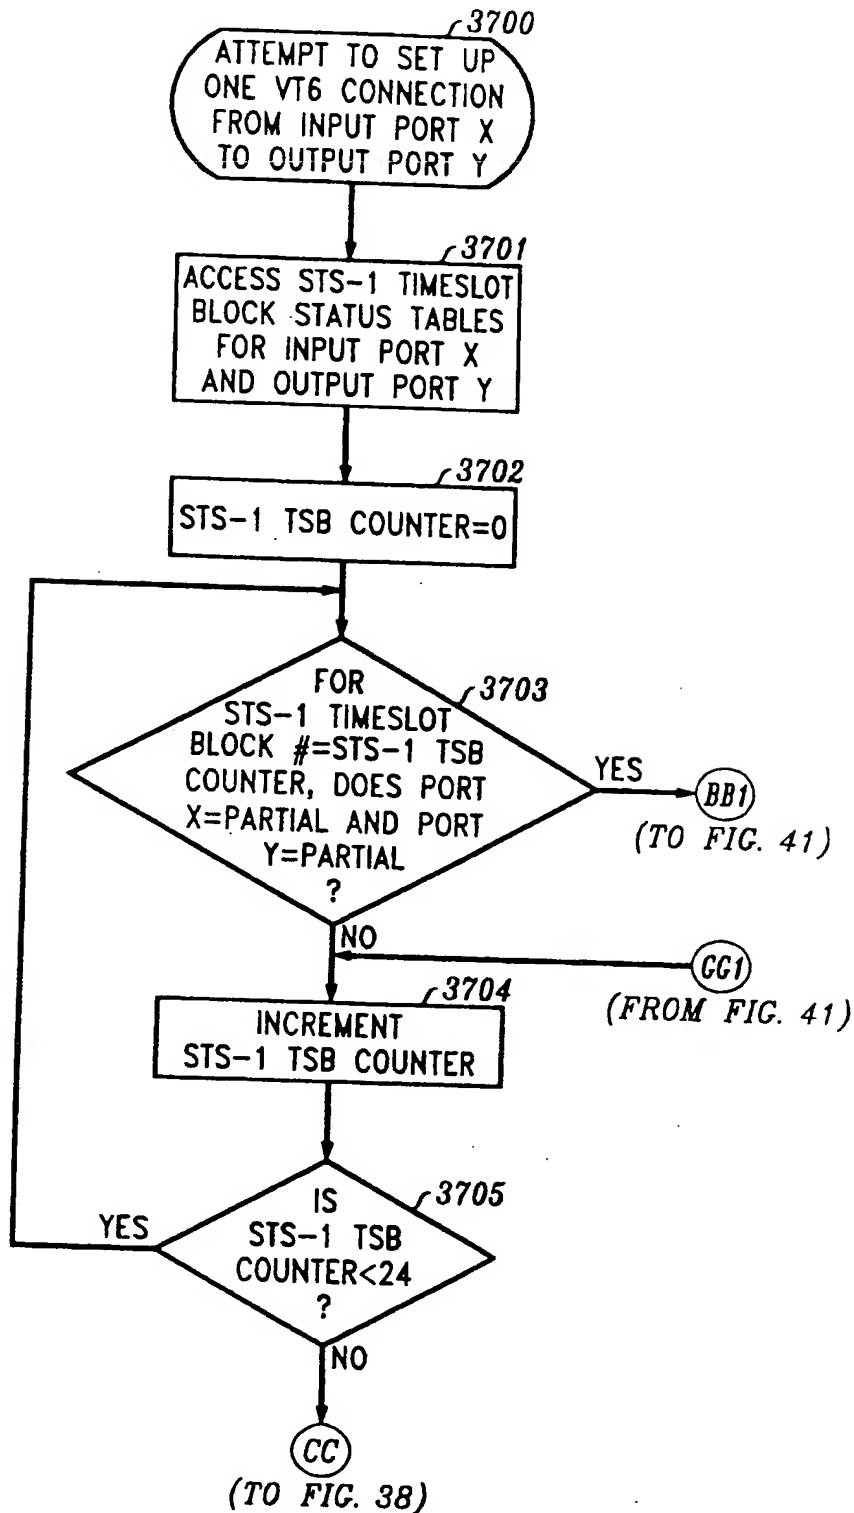 3700
ATTEMPT TO SET UP
ONE VT6 CONNECTION
FROM INPUT PORT X
TO OUTPUT PORT Y
3701
ACCESS STS-1 TIMESLOT
BLOCK STATUS TABLES
FOR INPUT PORT X
AND OUTPUT PORT Y
3702
STS-1 TSB COUNTER=0
3703
FOR
STS-1 TIMESLOT
BLOCK #=STS-1 TSB
COUNTER, DOES PORT
X=PARTIAL AND PORT
Y=PARTIAL
?
YES
BB1
(TO FIG. 41)
NO
GG1
(FROM FIG. 41)
3704
INCREMENT
STS-1 TSB COUNTER
3705
IS
STS-1 TSB
COUNTER<24
?
YES
NO
CC
(TO FIG. 38)